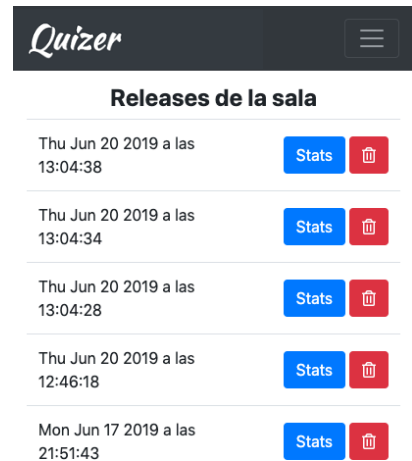 Quizer
Releases de la sala
Thu Jun 20 2019 a las
13:04:38
Stats
Thu Jun 20 2019 a las
13:04:34
Stats
Thu Jun 20 2019 a las
13:04:28
Stats
Thu Jun 20 2019 a las
12:46:18
Stats
Mon Jun 17 2019 a las
21:51:43
Stats